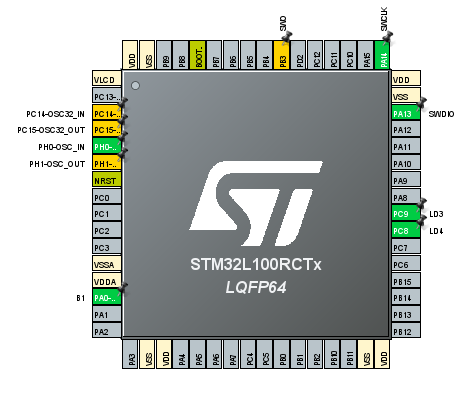 SWO
SWCLK
VDD
VSS
PB9
PB8
BOOT..
PB7
PB6
PB5
PB4
PB3
PD2
PC12
PC11
PC10
PA15
PA14
VLCD
PC13-..
PC14-OSC32_IN
PC14-..
PC15-OSC32_OUT
PC15-..
PH0-OSC_IN
PH0-..
PH1-OSC_OUT
PH1-..
NRST
PC0
PC1
PC2
PC3
VSSA
VDDA
B1
PA0-..
PA1
PA2
STM32L100RCTx
LQFP64
VDD
VSS
PA13
SWDIO
PA12
PA11
PA10
PA9
PA8
PC9
LD3
PC8
LD4
PC7
PC6
PB15
PB14
PB13
PB12
PA3
VSS
VDD
PA4
PA5
PA6
PA7
PC4
PC5
PB0
PB1
PB2
PB10
PB11
VSS
VDD